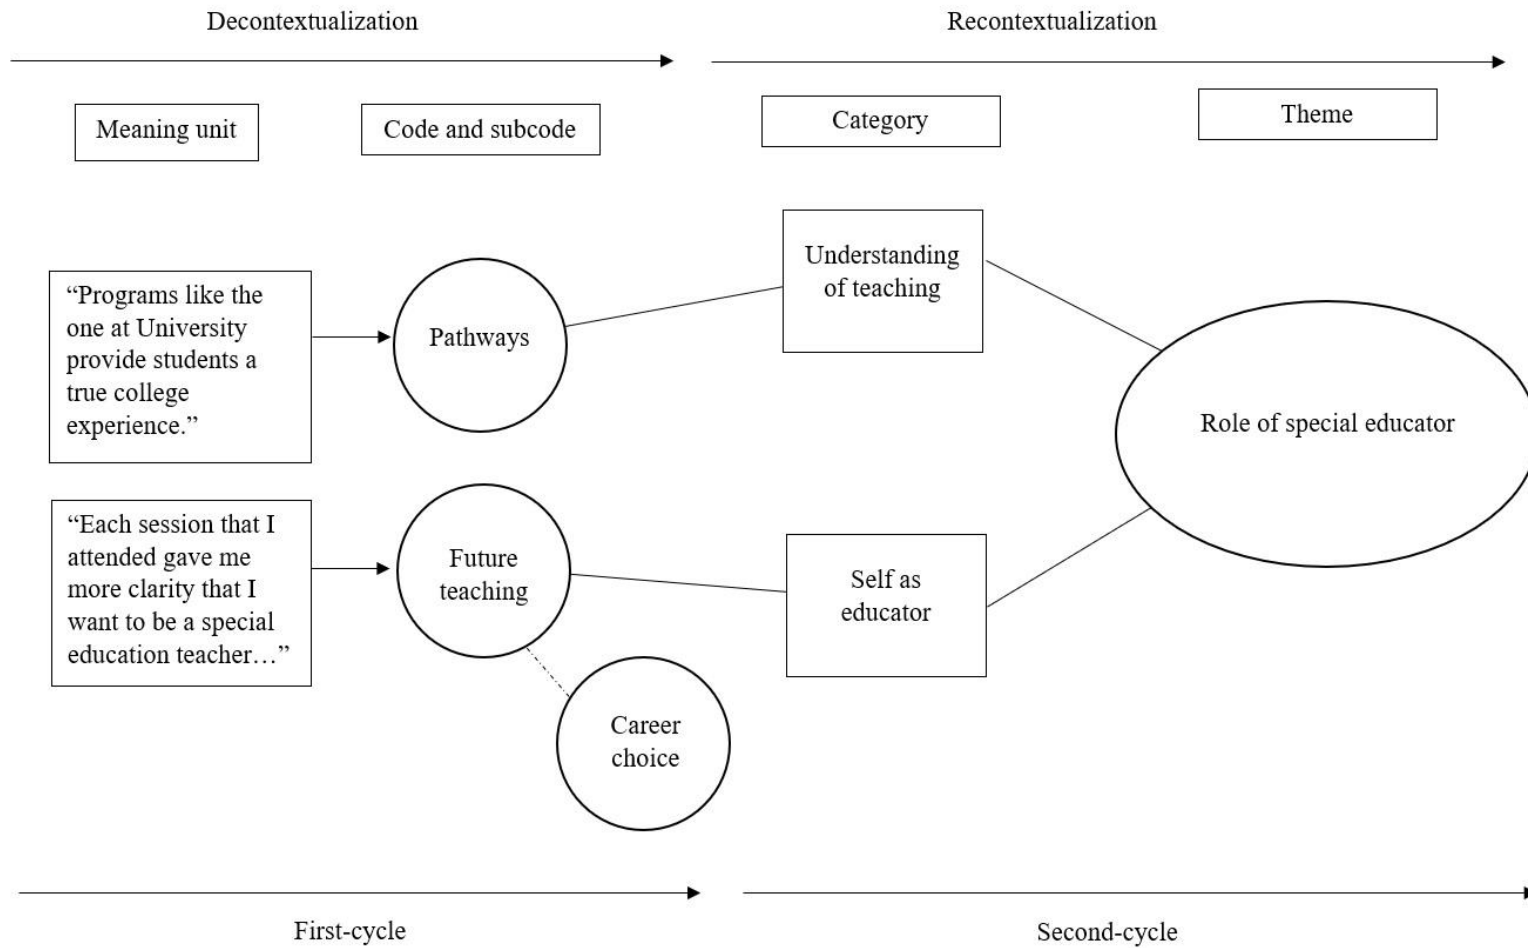 Decontextualization
Recontextualization
Meaning unit
Code and subcode
Category
Theme
“Programs like the
one at University
provide students a
true college
experience.”
Pathways
Understanding
of teaching
Role of special educator
“Each session that I
attended gave me
more clarity that I
want to be a special
education teacher…”
Future
teaching
Self as
educator
Career
choice
First-cycle
Second-cycle